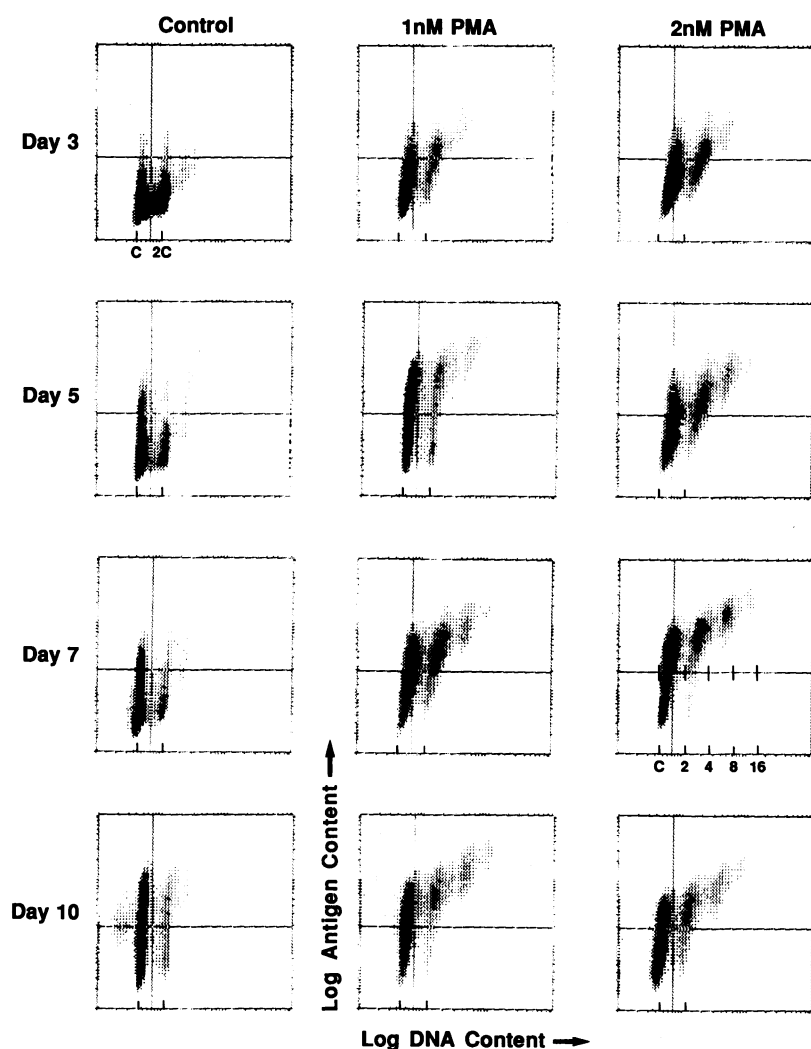 Control 1nM PMA 2nM PMA
Day 3
C 2C
Day 5
Day 7
C 2 4 8 16
Day 10
Log Antigen Content
Log DNA Content